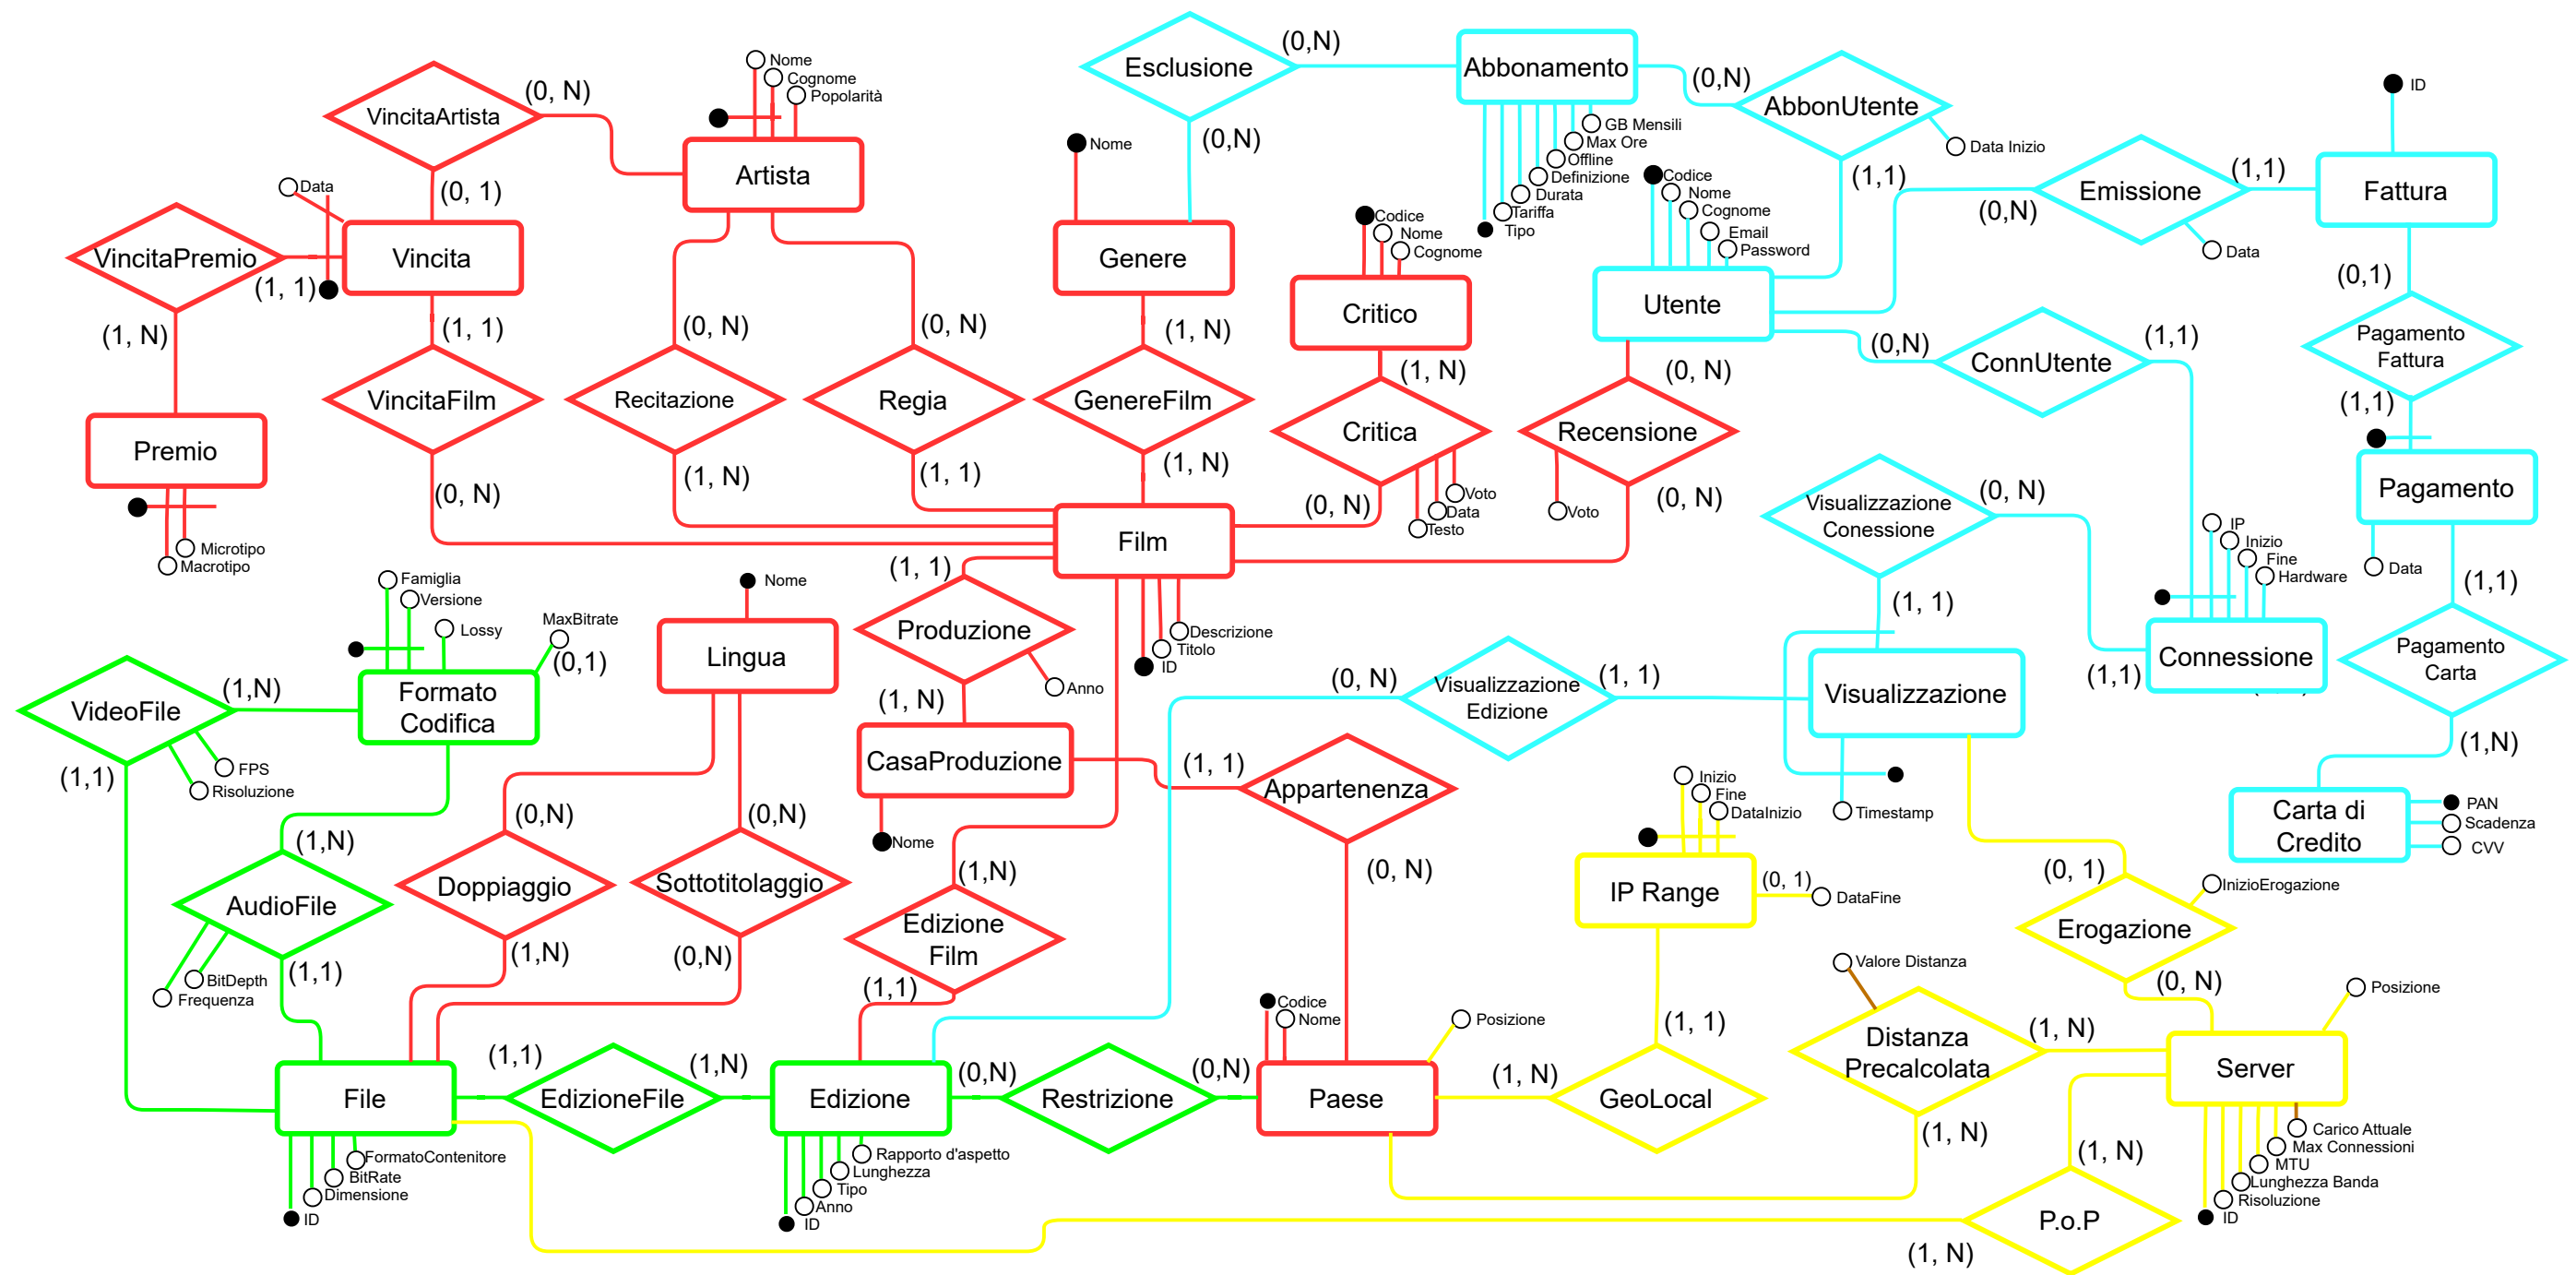 Esclusione
(0,N)
(0,N)
Abbonamento
GB Mensili
Max Ore
Offline
Definizione
Durata
Tariffa
Tipo
(0,N)
AbbonUtente
Data Inizio
(1,1)
ID
Fattura
(1,1)
Emissione
(0,N)
Data
Nome
Cognome
Popolarità
Artista
(0, N)
VincitaArtista
(0, 1)
Data
Vincita
VincitaPremio
(1, 1)
(1, N)
Premio
Microtipo
Macrotipo
(1, 1)
VincitaFilm
(0, N)
(0, N)
Recitazione
(1, N)
(0, N)
Regia
(1, 1)
Nome
Genere
(1, N)
GenereFilm
(1, N)
Codice
Nome
Cognome
Critico
(1, N)
Critica
(0, N)
Voto
Data
Testo
Codice
Nome
Cognome
Email
Password
Utente
(0, N)
Recensione
Voto
(0, N)
(0,N)
ConnUtente
(1,1)
(0,1)
Pagamento
Fattura
(1,1)
Pagamento
Data
(1,1)
Pagamento
Carta
(1,N)
Carta di
Credito
PAN
Scadenza
CVV
Visualizzazione
Conessione
(0, N)
(1, 1)
IP
Inizio
Fine
Hardware
Connessione
(1,1)
Film
Descrizione
Titolo
ID
(1, 1)
Produzione
Anno
(1, N)
CasaProduzione
Nome
(1, 1)
Appartenenza
(0, N)
Famiglia
Versione
Lossy
MaxBitrate
(0,1)
Formato
Codifica
(1,N)
VideoFile
FPS
Risoluzione
(1,1)
(1,N)
AudioFile
BitDepth
Frequenza
(1,1)
Nome
Lingua
(0,N)
Doppiaggio
(1,N)
(0,N)
Sottotitolaggio
(0,N)
(1,N)
Edizione
Film
(1,1)
(0, N)
Visualizzazione
Edizione
(1, 1)
Visualizzazione
Timestamp
Inizio
Fine
DataInizio
IP Range
(0, 1)
DataFine
(1, 1)
GeoLocal
(1, N)
(0, 1)
Erogazione
InizioErogazione
(0, N)
Valore Distanza
Distanza
Precalcolata
(1, N)
(1, N)
Posizione
Server
Carico Attuale
Max Connessioni
MTU
Lunghezza Banda
Risoluzione
ID
(1, N)
P.o.P
(1, N)
File
FormatoContenitore
BitRate
Dimensione
ID
(1,1)
EdizioneFile
(1,N)
Edizione
Rapporto d'aspetto
Lunghezza
Tipo
Anno
ID
(0,N)
Restrizione
(0,N)
Codice
Nome
Posizione
Paese